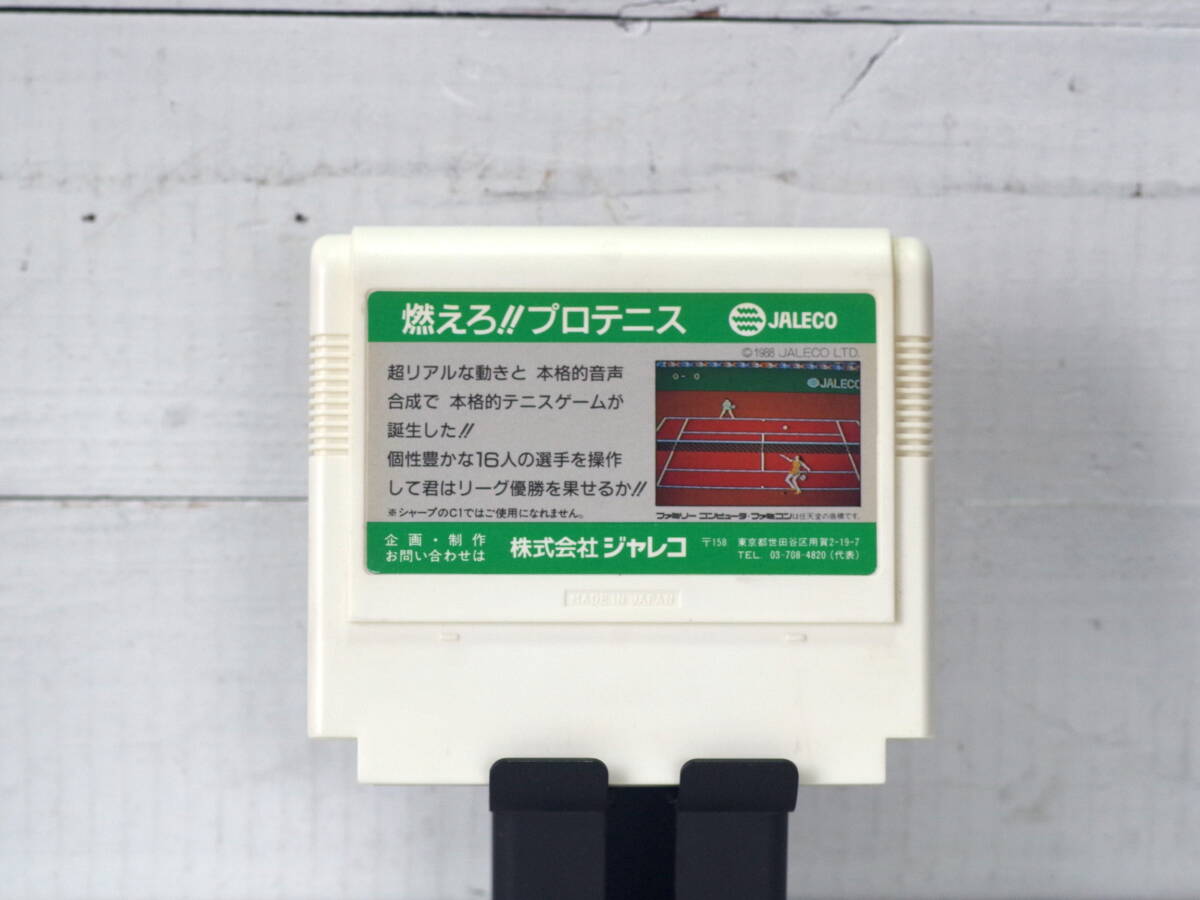 燃えろ!!プロテニス JALECO
©1988 JALECO LTD.
超リアルな動きと 本格的音声
合成で 本格的テニスゲームが
誕生した!!
個性豊かな16人の選手を操作
して君はリーグ優勝を果せるか!!
※シャープのC1ではご使用になれません。
0- 0
JALECO
ファミリー コンピュータ・ファミコンは任天堂の商標です。
企画・制作
お問い合わせは
株式会社 ジャレコ
〒158 東京都世田谷区用賀2-19-7
TEL. 03-708-4820 (代表)
MADE IN JAPAN